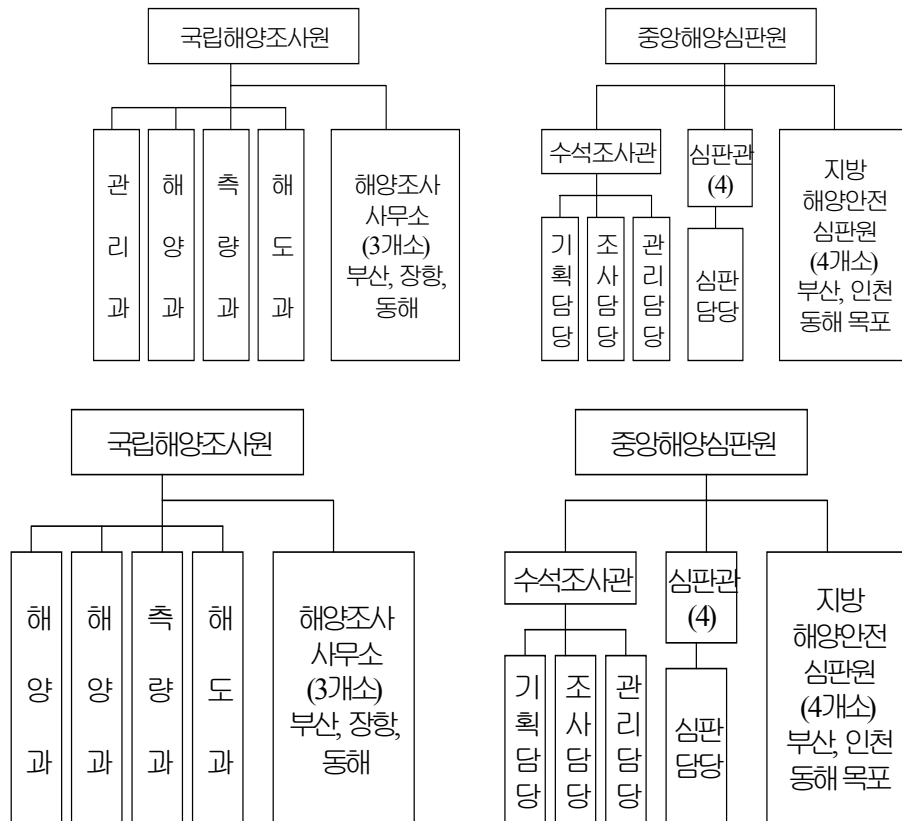 국립해양조사원
관리과
해양과
측량과
해도과
해양조사
사무소
(3개소)
부산, 장항,
동해
중앙해양심판원
수석조사관
기획담당
조사담당
관리담당
심판관
(4)
심판
담당
지방
해양안전
심판원
(4개소)
부산, 인천
동해 목포
국립해양조사원
해양과
해양과
측량과
해도과
해양조사
사무소
(3개소)
부산, 장항,
동해
중앙해양심판원
수석조사관
기획담당
조사담당
관리담당
심판관
(4)
심판
담당
지방
해양안전
심판원
(4개소)
부산, 인천
동해 목포